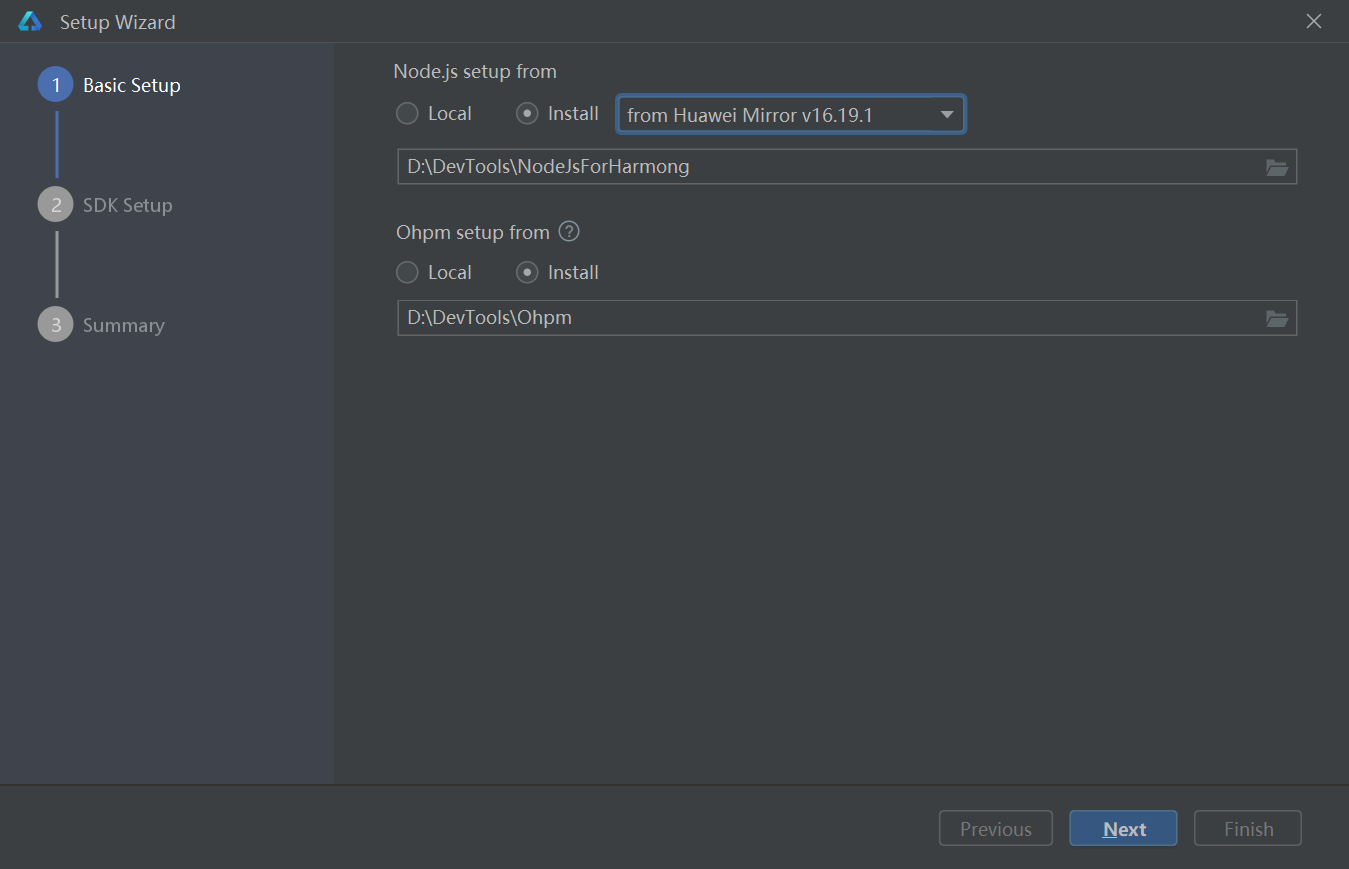 Setup Wizard
1 Basic Setup
2 SDK Setup
3 Summary
Node.js setup from
Local Install from Huawei Mirror v16.19.1
D:\DevTools\NodeJsForHarmong
Ohpm setup from ?
Local Install
D:\DevTools\Ohpm
Previous Next Finish